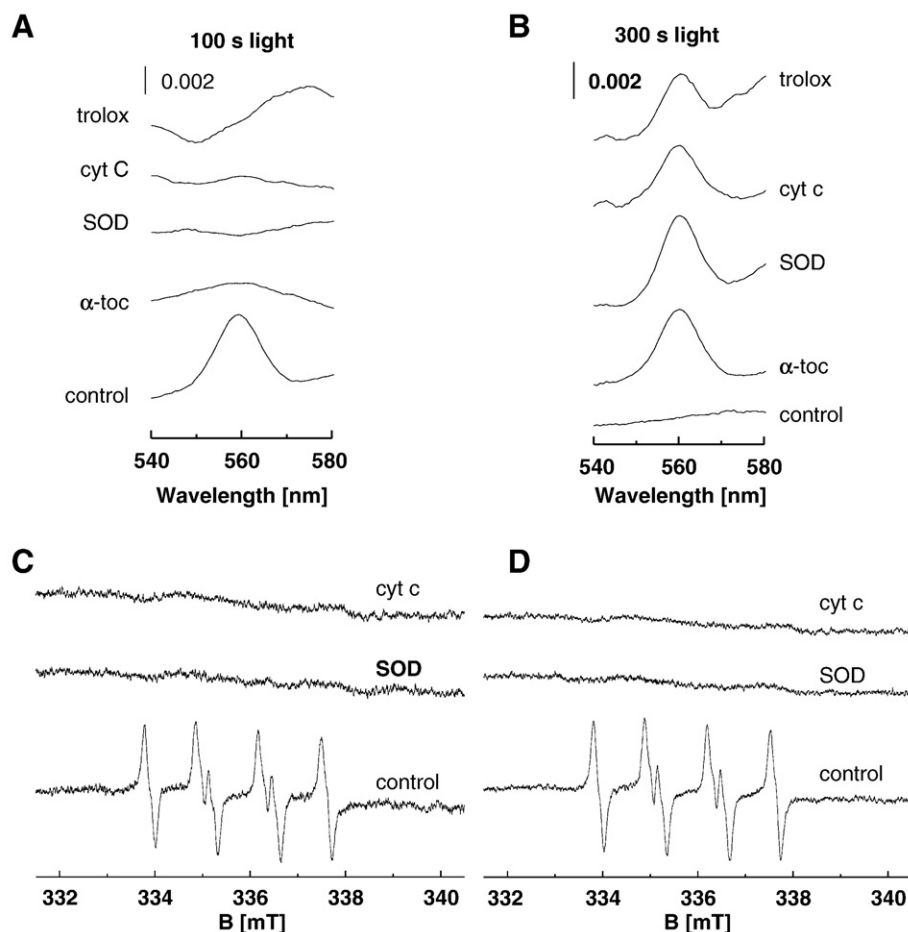 A
100 s light
0.002
trolox
cyt C
SOD
α-toc
control
540 560 580
Wavelength [nm]
B
300 s light
0.002
trolox
cyt c
SOD
α-toc
control
540 560 580
Wavelength [nm]
C
cyt c
SOD
control
332 334 336 338 340
B [mT]
D
cyt c
SOD
control
332 334 336 338 340
B [mT]